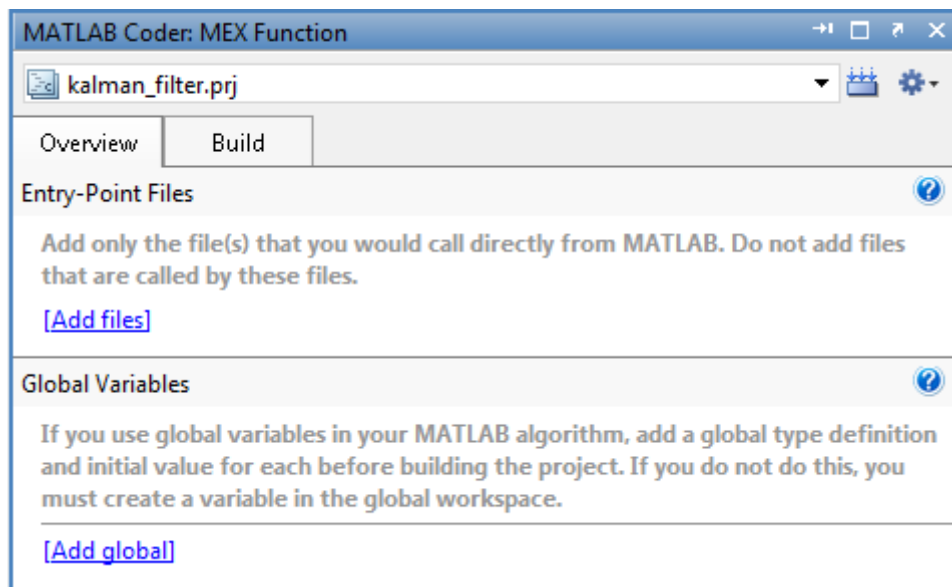 MATLAB Coder: MEX Function
kalman_filter.prj
Overview Build
Entry-Point Files
Add only the file(s) that you would call directly from MATLAB. Do not add files
that are called by these files.
[Add files]
Global Variables
If you use global variables in your MATLAB algorithm, add a global type definition
and initial value for each before building the project. If you do not do this, you
must create a variable in the global workspace.
[Add global]